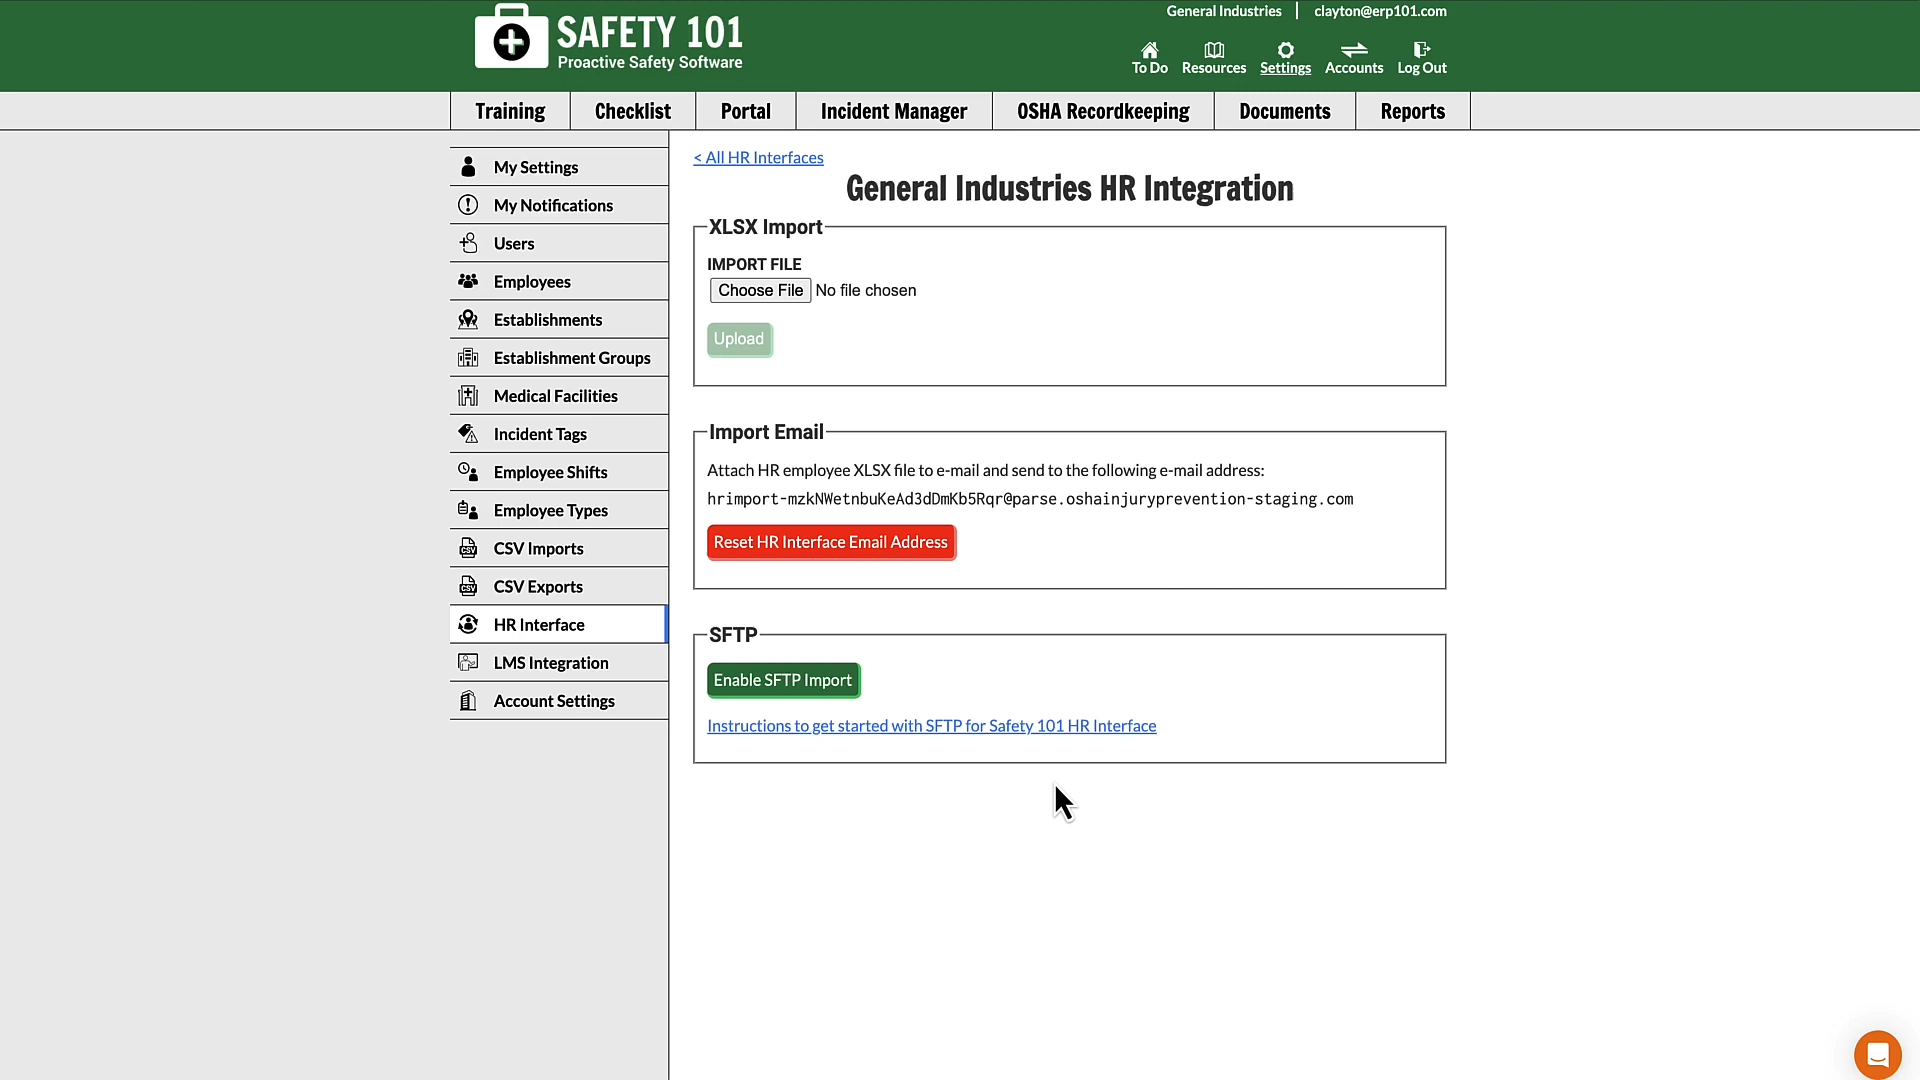 SAFETY 101
Proactive Safety Software
General Industries
clayton@erp101.com
To Do
Resources
Settings
Accounts
Log Out
Training
Checklist
Portal
Incident Manager
OSHA Recordkeeping
Documents
Reports
My Settings
My Notifications
Users
Employees
Establishments
Establishment Groups
Medical Facilities
Incident Tags
Employee Shifts
Employee Types
CSV Imports
CSV Exports
HR Interface
LMS Integration
Account Settings
< All HR Interfaces
General Industries HR Integration
XLSX Import
IMPORT FILE
Choose File No file chosen
Upload
Import Email
Attach HR employee XLSX file to e-mail and send to the following e-mail address:
hrimport-mzkNWetnbuKeAd3dDmKb5Rqr@parse.oshainjuryprevention-staging.com
Reset HR Interface Email Address
SFTP
Enable SFTP Import
Instructions to get started with SFTP for Safety 101 HR Interface